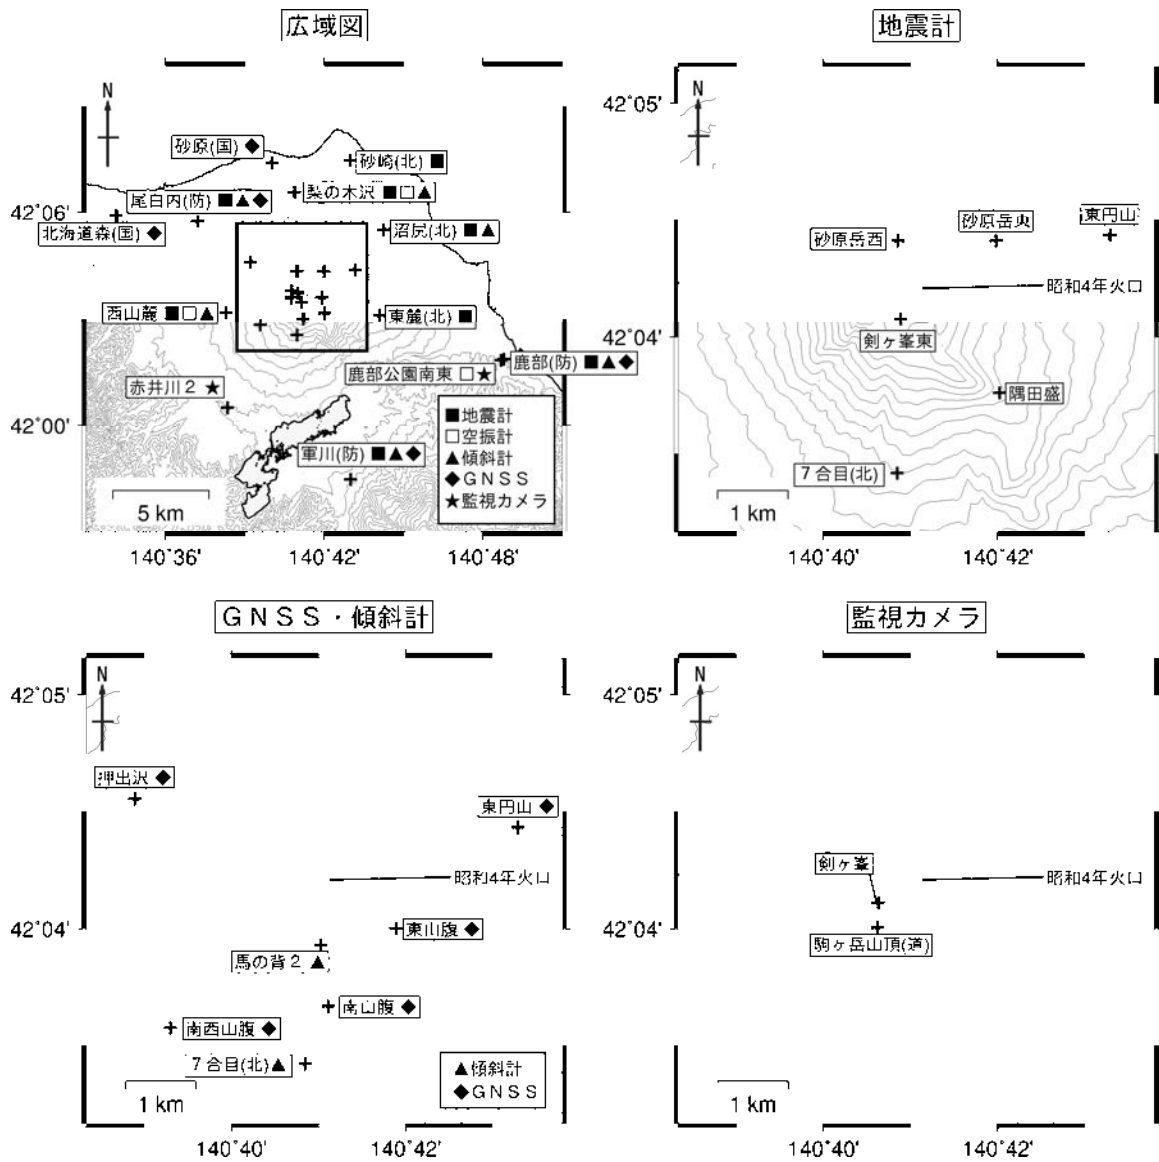 広域図
N
砂原(国) ◆
砂崎(北) ■
尾白内(防) ■▲◆
梨の木沢 ■□▲
42°06'
北海道森(国) ◆
沼尻(北) ■▲
西山麓 ■□▲
東麓(北) ■
鹿部(防) ■▲◆
鹿部公園南東 □★
赤井川2 ★
42°00'
軍川(防) ■▲◆
■地震計
□空振計
▲傾斜計
◆GNSS
★監視カメラ
5 km
140°36'
140°42'
140°48'
地震計
42°05'
N
砂原岳西
砂原岳央
東円山
昭和4年火口
42°04'
剣ヶ峯東
隅田盛
7合目(北)
1 km
140°40'
140°42'
GNSS・傾斜計
42°05'
N
押出沢 ◆
東円山 ◆
昭和4年火口
42°04'
東山腹 ◆
馬の背2 ▲
南山腹 ◆
南西山腹 ◆
7合目(北)▲
▲傾斜計
◆GNSS
1 km
140°40'
140°42'
監視カメラ
42°05'
N
剣ヶ峯
昭和4年火口
42°04'
駒ヶ岳山頂(道)
1 km
140°40'
140°42'